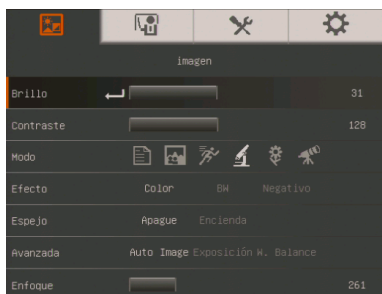 imagen
Brillo 31
Contraste 128
Modo
Efecto Color BW Negativo
Espejo Apague Encienda
Avanzada Auto Image Exposición W. Balance
Enfoque 261